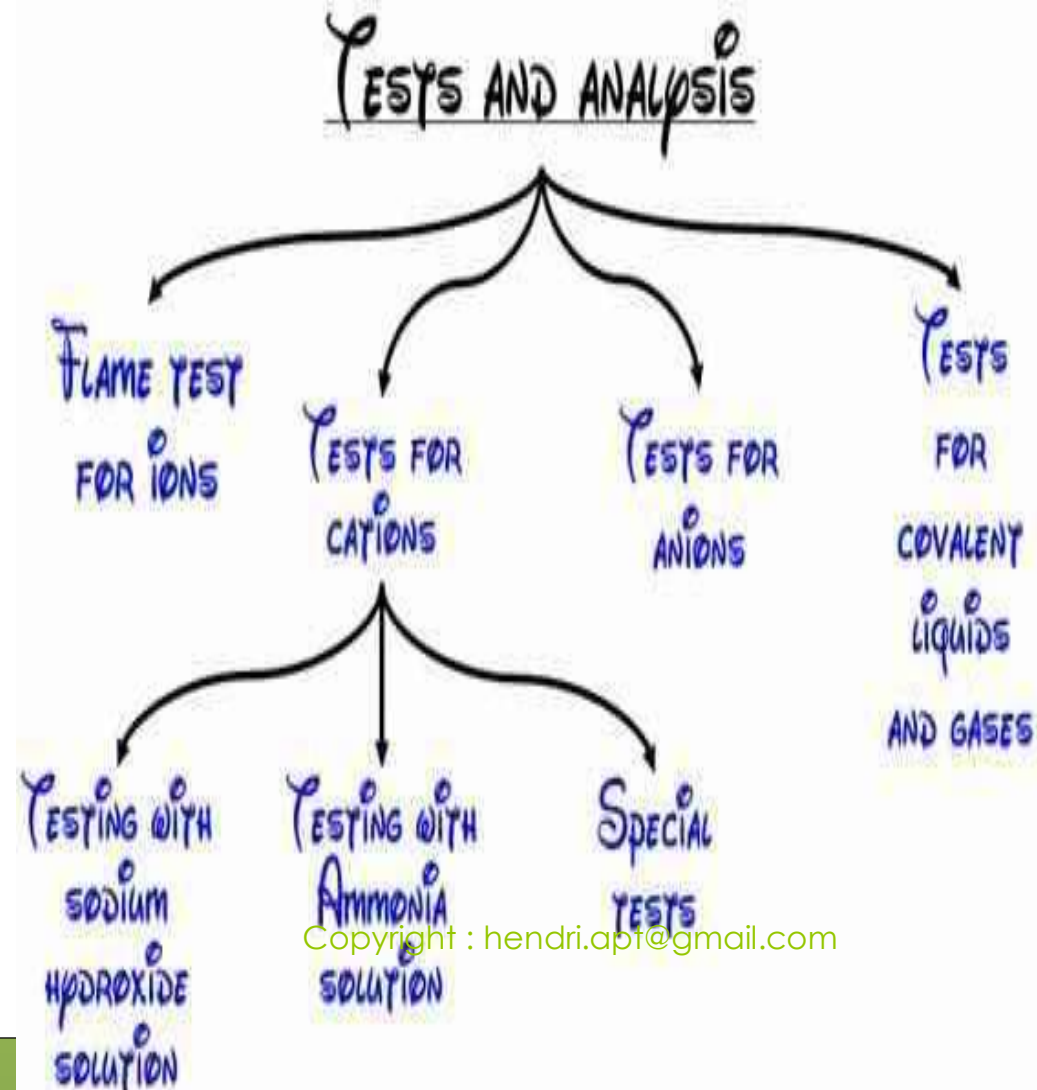 Tests and analysis
Flame test
for ions
Tests for
cations
Tests for
anions
Tests
for
covalent
liquids
and gases
Testing with
sodium
hydroxide
solution
Testing with
Ammonia
solution
Special
tests
Copyright : hendri.apt@gmail.com